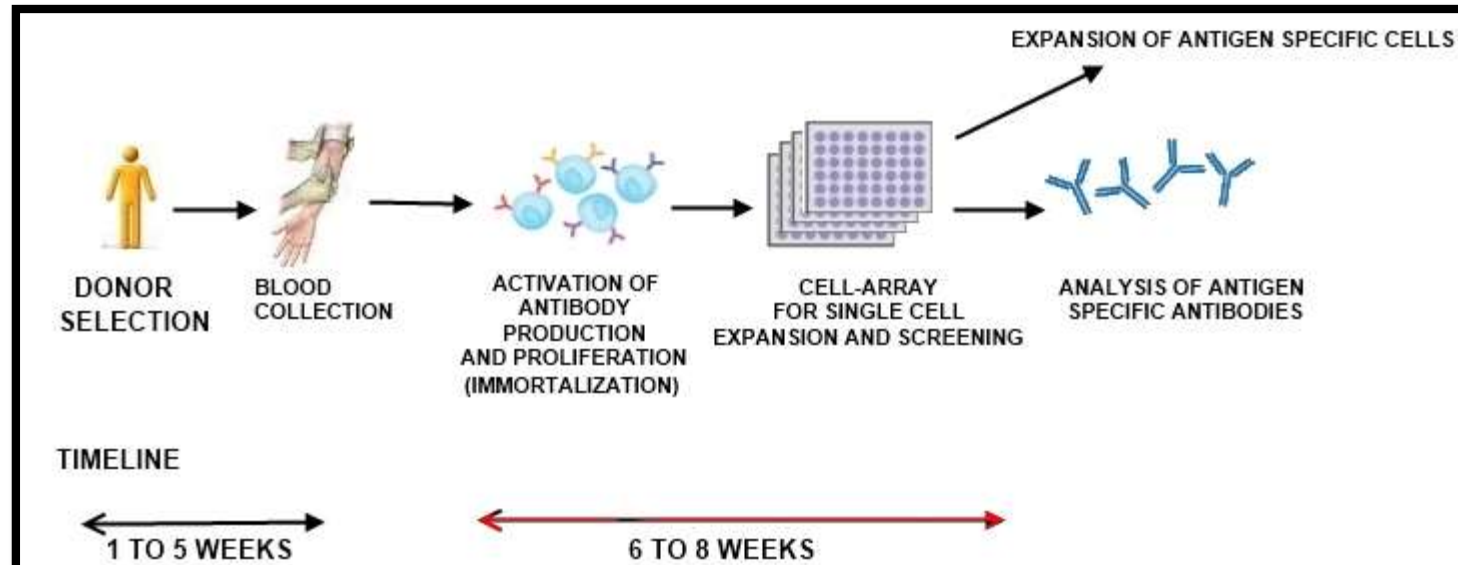 EXPANSION OF ANTIGEN SPECIFIC CELLS
DONOR
SELECTION
BLOOD
COLLECTION
ACTIVATION OF
ANTIBODY
PRODUCTION
AND PROLIFERATION
(IMMORTALIZATION)
CELL-ARRAY
FOR SINGLE CELL
EXPANSION AND SCREENING
ANALYSIS OF ANTIGEN
SPECIFIC ANTIBODIES
TIMELINE
1 TO 5 WEEKS
6 TO 8 WEEKS